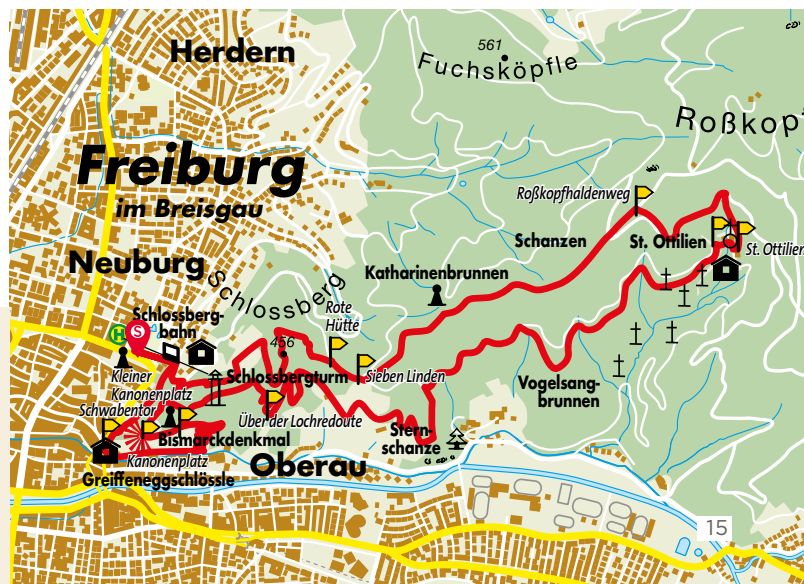 561
Fuchsköpfle
Herdern
Roßkopf
Freiburg
im Breisgau
Roßkopfhaldenweg
Schanzen
St. Ottilien
St. Ottilien
Neuburg
Schlossberg
Katharinenbrunnen
Schlossberg-
bahn
H
S
Rote
Hütte
456
Kleiner
Kanonenplatz
Schlossbergturm
Sieben Linden
Vogelsang-
brunnen
Schwabentor
Über der Lochredoute
Bismarckdenkmal
Stern-
schanze
Kanonenplatz
Oberau
Greiffeneggschlössle
15